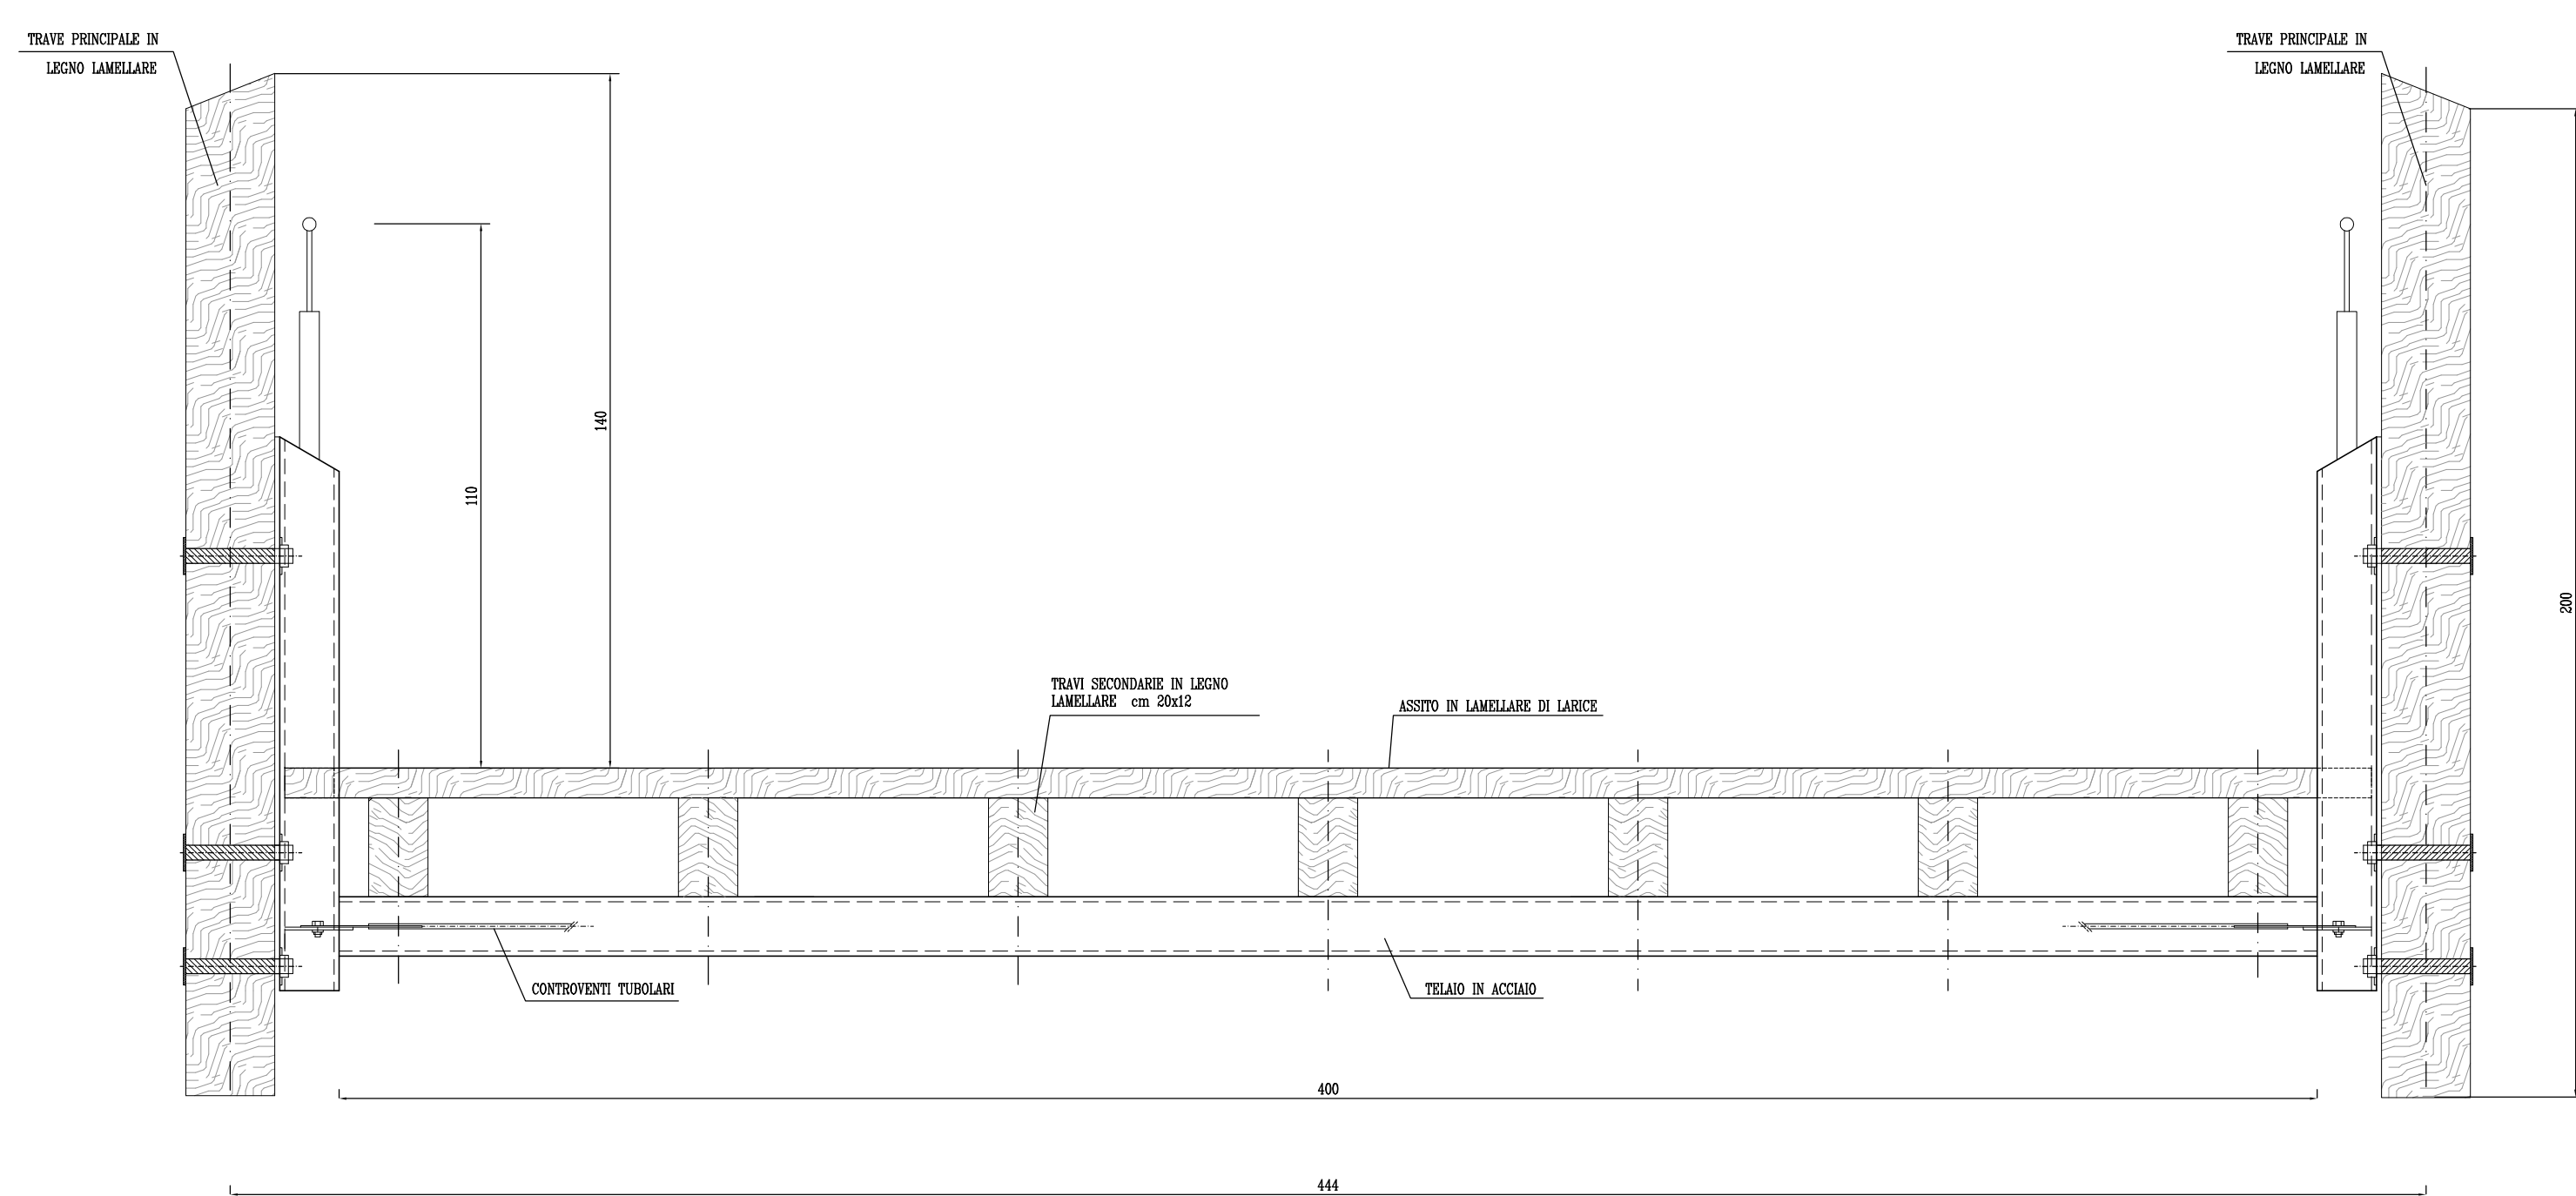 TRAVE PRINCIPALE IN
LEGNO LAMELLARE
TRAVE PRINCIPALE IN
LEGNO LAMELLARE
140
110
200
TRAVI SECONDARIE IN LEGNO
LAMELLARE cm 20x12
ASSITO IN LAMELLARE DI LARICE
CONTROVENTI TUBOLARI
TELAIO IN ACCIAIO
400
444